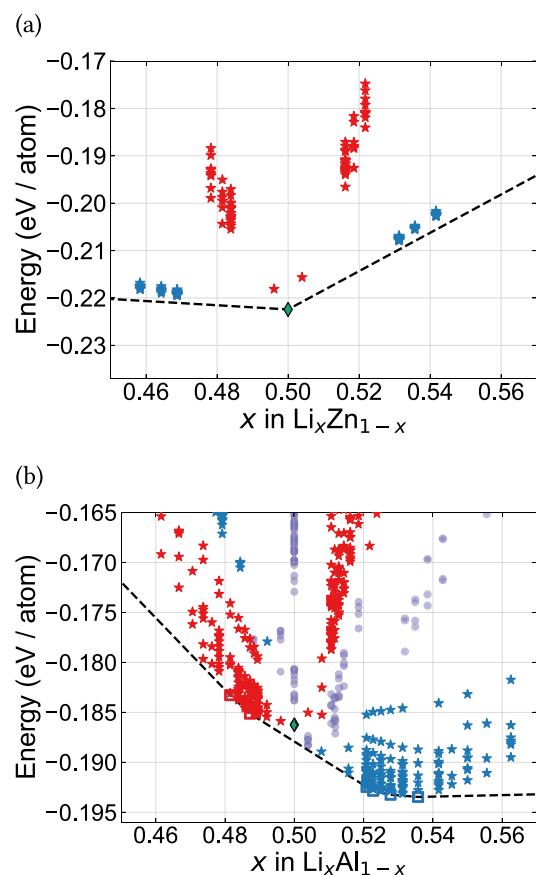 (a)
−0.17
−0.18
−0.19
−0.20
−0.21
−0.22
−0.23
Energy (eV / atom)
0.46 0.48 0.50 0.52 0.54 0.56
x in LiₓZn₁₋ₓ
(b)
−0.165
−0.170
−0.175
−0.180
−0.185
−0.190
−0.195
Energy (eV / atom)
0.46 0.48 0.50 0.52 0.54 0.56
x in LiₓAl₁₋ₓ